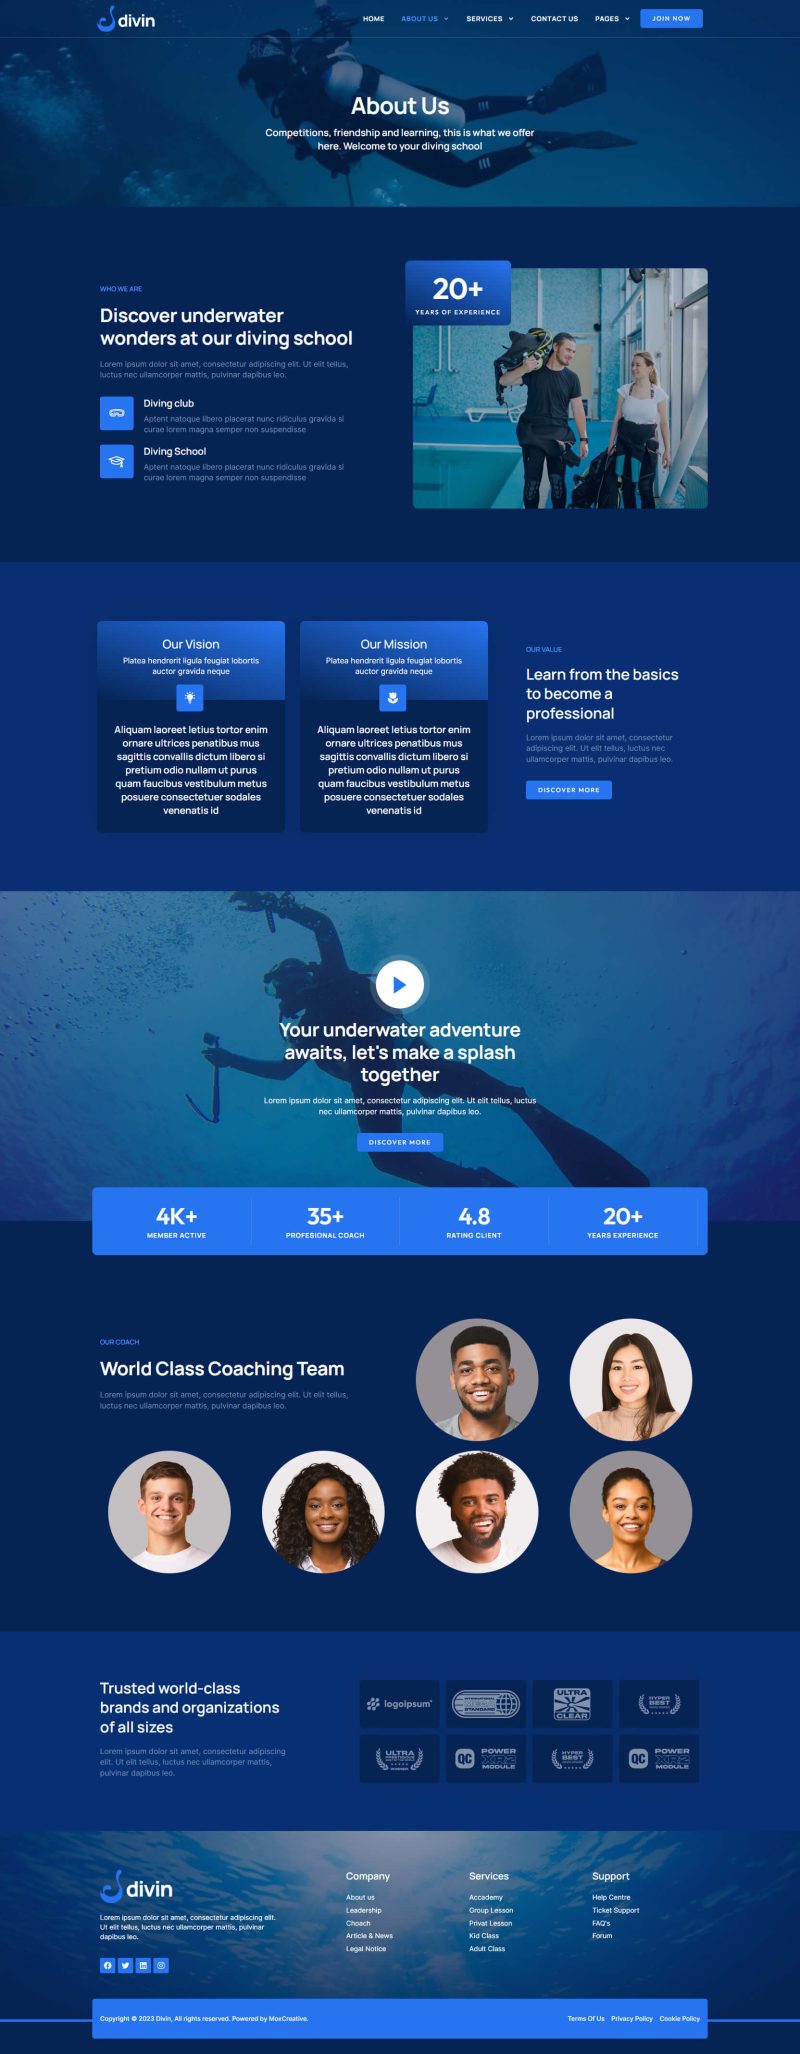 divin
HOME
ABOUT US
SERVICES
CONTACT US
PAGES
JOIN NOW
About Us
Competitions, friendship and learning, this is what we offer
here. Welcome to your diving school
WHO WE ARE
Discover underwater
wonders at our diving school
Lorem ipsum dolor sit amet, consectetur adipiscing elit. Ut elit tellus,
luctus nec ullamcorper mattis, pulvinar dapibus leo.
Diving club
Aptent natoque libero placerat nunc ridiculus gravida si
curae lorem magna semper non suspendisse
Diving School
Aptent natoque libero placerat nunc ridiculus gravida si
curae lorem magna semper non suspendisse
20+
YEARS OF EXPERIENCE
Our Vision
Platea hendrerit ligula feugiat lobortis
auctor gravida neque
Aliquam laoreet letius tortor enim
ornare ultrices penatibus mus
sagittis convallis dictum libero si
pretium odio nullam ut purus
quam faucibus vestibulum metus
posuere consectetuer sodales
venenatis id
Our Mission
Platea hendrerit ligula feugiat lobortis
auctor gravida neque
Aliquam laoreet letius tortor enim
ornare ultrices penatibus mus
sagittis convallis dictum libero si
pretium odio nullam ut purus
quam faucibus vestibulum metus
posuere consectetuer sodales
venenatis id
OUR VALUE
Learn from the basics
to become a
professional
Lorem ipsum dolor sit amet, consectetur
adipiscing elit. Ut elit tellus, luctus nec
ullamcorper mattis, pulvinar dapibus leo.
DISCOVER MORE
Your underwater adventure
awaits, let's make a splash
together
Lorem ipsum dolor sit amet, consectetur adipiscing elit. Ut elit tellus, luctus
nec ullamcorper mattis, pulvinar dapibus leo.
DISCOVER MORE
4K+
MEMBER ACTIVE
35+
PROFESIONAL COACH
4.8
RATING CLIENT
20+
YEARS EXPERIENCE
OUR COACH
World Class Coaching Team
Lorem ipsum dolor sit amet, consectetur adipiscing elit. Ut elit tellus,
luctus nec ullamcorper mattis, pulvinar dapibus leo.
Trusted world-class
brands and organizations
of all sizes
Lorem ipsum dolor sit amet, consectetur adipiscing
elit. Ut elit tellus, luctus nec ullamcorper mattis,
pulvinar dapibus leo.
logoipsum
STANDARD
ULTRA
CLEAR
HYPER
BEST
ULTRA
WINNER
QC
POWER
XR2
MODULE
HYPER
BEST
QC
POWER
XR2
MODULE
divin
Lorem ipsum dolor sit amet, consectetur adipiscing elit.
Ut elit tellus, luctus nec ullamcorper mattis, pulvinar
dapibus leo.
Company
About us
Leadership
Choach
Article & News
Legal Notice
Services
Accademy
Group Lesson
Privat Lesson
Kid Class
Adult Class
Support
Help Centre
Ticket Support
FAQ's
Forum
Copyright © 2023 Divin, All rights reserved. Powered by MoxCreative.
Terms Of Us
Privacy Policy
Cookie Policy